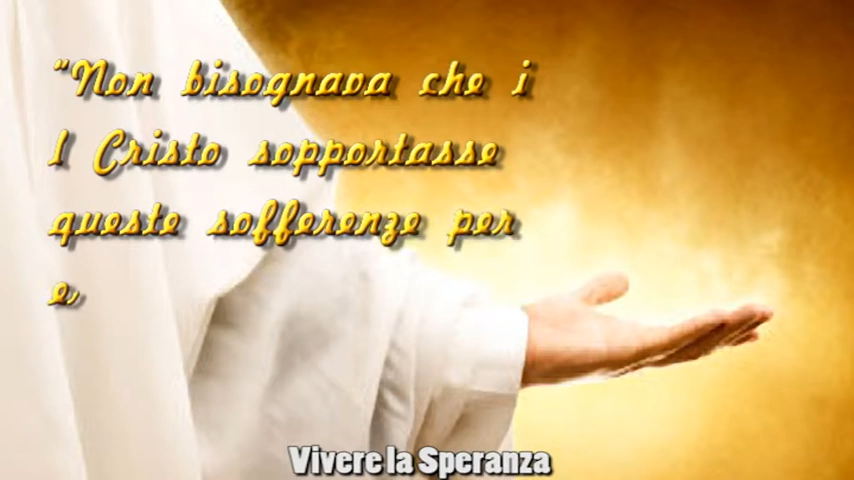 "Non bisognava che i
l Cristo sopportasse
queste sofferenze per
e
Vivere la Speranza